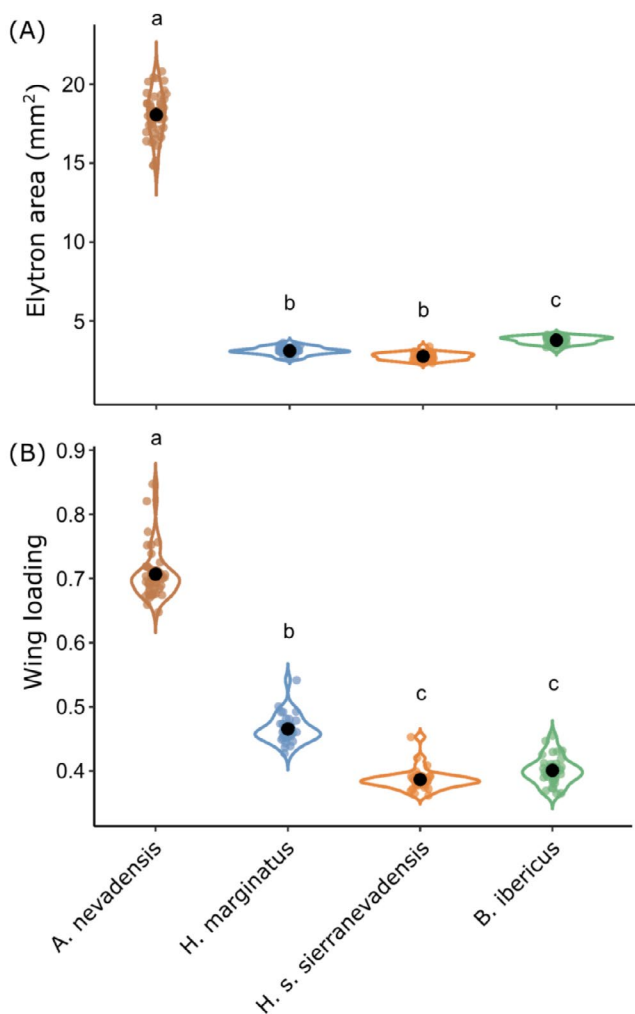 (A)
a
Elytron area (mm²)
20
15
10
5
b
b
c
(B)
a
Wing loading
0.9
0.8
0.7
0.6
0.5
0.4
b
c
c
A. nevadensis
H. marginatus
H. s. sierranevadensis
B. ibericus